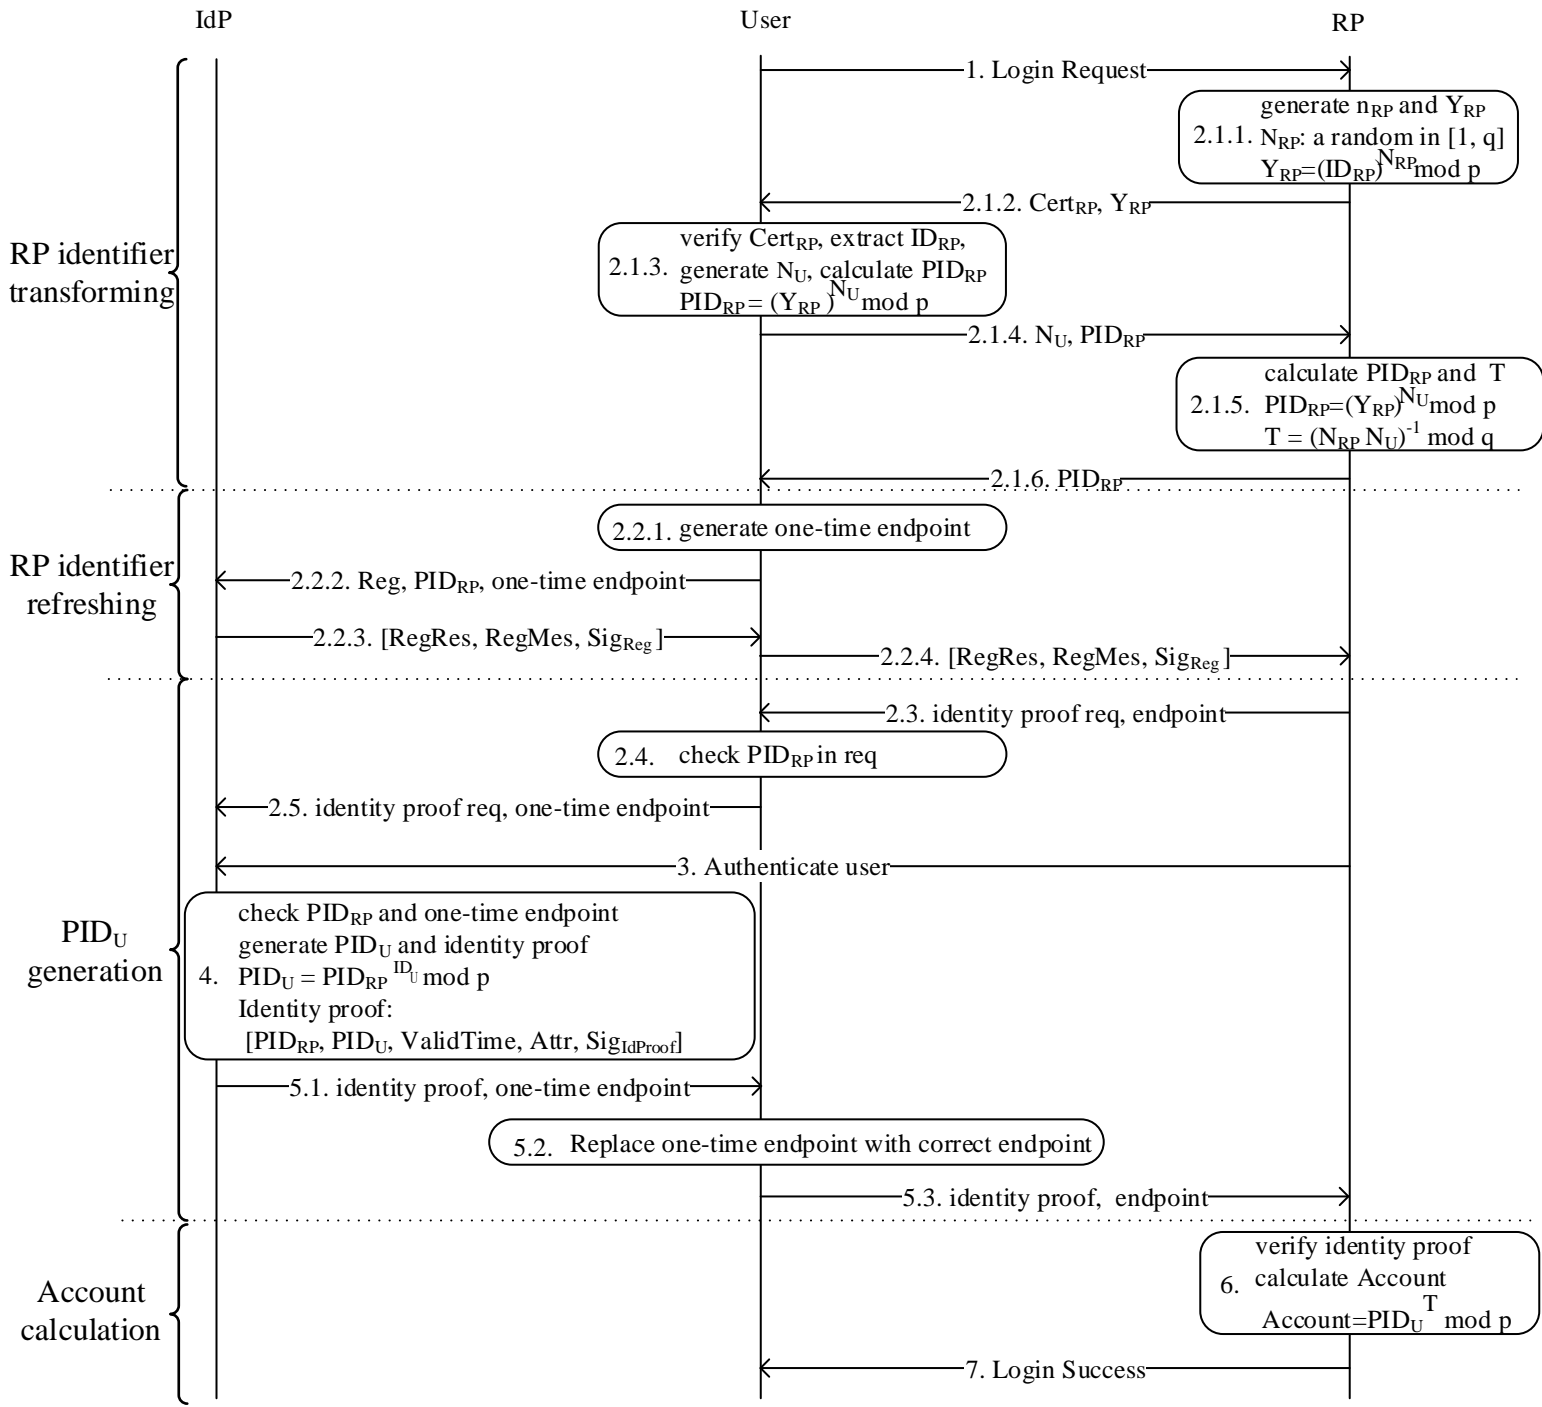 IdP
User
RP
1. Login Request
2.1.1.
generate nRP and YRP
NRP: a random in [1, q]
YRP=(IDRP)^NRP mod p
2.1.2. CertRP, YRP
RP identifier
transforming
2.1.3.
verify CertRP, extract IDRP,
generate NU, calculate PIDRP
PIDRP = (YRP )^NU mod p
2.1.4. NU, PIDRP
2.1.5.
calculate PIDRP and T
PIDRP=(YRP)^NU mod p
T = (NRP NU)^-1 mod q
2.1.6. PIDRP
2.2.1. generate one-time endpoint
RP identifier
refreshing
2.2.2. Reg, PIDRP, one-time endpoint
2.2.3. [RegRes, RegMes, SigReg ]
2.2.4. [RegRes, RegMes, SigReg ]
2.3. identity proof req, endpoint
2.4. check PIDRP in req
2.5. identity proof req, one-time endpoint
3. Authenticate user
PIDU
generation
4.
check PIDRP and one-time endpoint
generate PIDU and identity proof
PIDU = PIDRP ^IDU mod p
Identity proof:
[PIDRP, PIDU, ValidTime, Attr, SigIdProof]
5.1. identity proof, one-time endpoint
5.2. Replace one-time endpoint with correct endpoint
5.3. identity proof, endpoint
Account
calculation
6.
verify identity proof
calculate Account
Account=PIDU^T mod p
7. Login Success